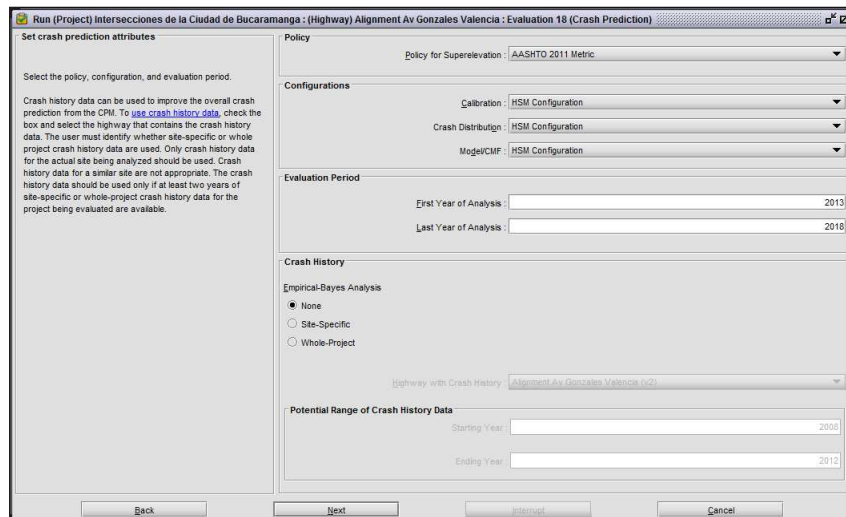 Run (Project) Intersecciones de la Ciudad de Bucaramanga : (Highway) Alignment Av Gonzales Valencia : Evaluation 18 (Crash Prediction)
Set crash prediction attributes
Select the policy, configuration, and evaluation period.
Crash history data can be used to improve the overall crash
prediction from the CPM. To use crash history data, check the
box and select the highway that contains the crash history
data. The user must identify whether site-specific or whole
project crash history data are used. Only crash history data
for the actual site being analyzed should be used. Crash
history data for a similar site are not appropriate. The crash
history data should be used only if at least two years of
site-specific or whole-project crash history data for the
project being evaluated are available.
Policy
Policy for Superelevation : AASHTO 2011 Metric
Configurations
Calibration : HSM Configuration
Crash Distribution : HSM Configuration
Model/CMF : HSM Configuration
Evaluation Period
First Year of Analysis : 2013
Last Year of Analysis : 2018
Crash History
Empirical-Bayes Analysis
None
Site-Specific
Whole-Project
Highway with Crash History : Alignment Av Gonzales Valencia (v2)
Potential Range of Crash History Data
Starting Year : 2008
Ending Year : 2012
Back Next Interrupt Cancel